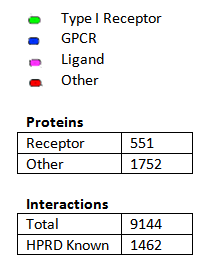 Type I Receptor
GPCR
Ligand
Other
Proteins
Receptor 551
Other 1752
Interactions
Total 9144
HPRD Known 1462